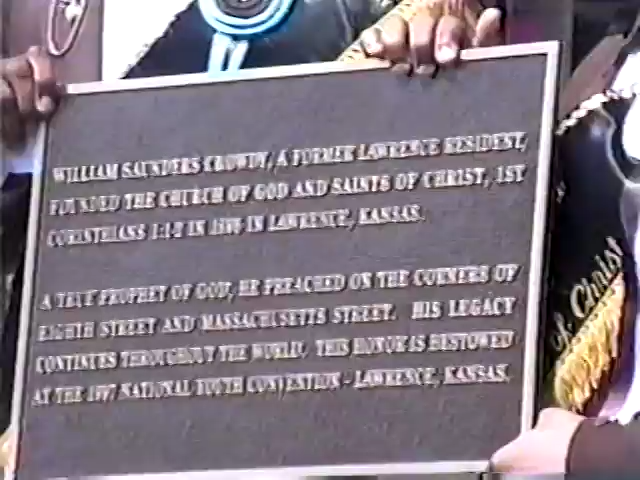 WILLIAM SAUNDERS CROWDY, A FORMER LAWRENCE RESIDENT,
FOUNDED THE CHURCH OF GOD AND SAINTS OF CHRIST, 1ST
CORINTHIANS 1:1-2 IN 1896 IN LAWRENCE, KANSAS.
A TRUE PROPHET OF GOD, HE PREACHED ON THE CORNERS OF
EIGHTH STREET AND MASSACHUSETTS STREET. HIS LEGACY
CONTINUES THROUGHOUT THE WORLD. THIS HONOR IS BESTOWED
AT THE 1997 NATIONAL YOUTH CONVENTION - LAWRENCE, KANSAS.
of Christ